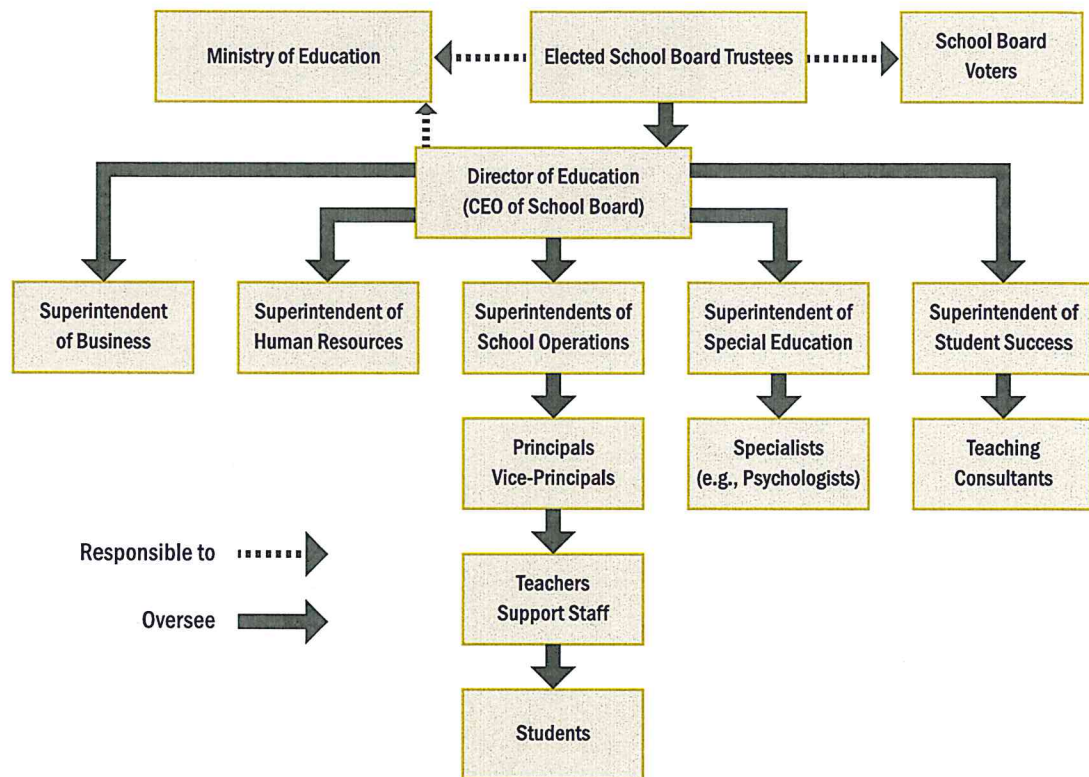 Ministry of Education
Elected School Board Trustees
School Board
Voters
Director of Education
(CEO of School Board)
Superintendent
of Business
Superintendent of
Human Resources
Superintendents of
School Operations
Superintendent of
Special Education
Superintendent of
Student Success
Principals
Vice-Principals
Specialists
(e.g., Psychologists)
Teaching
Consultants
Responsible to
Oversee
Teachers
Support Staff
Students